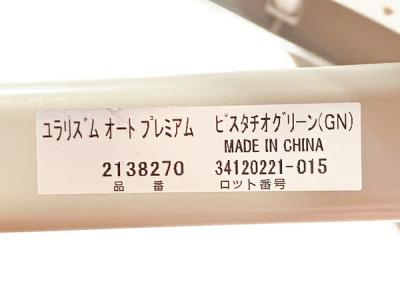 ユラリズム オート プレミアム ピスタチオグリーン(GN)
MADE IN CHINA
2138270 34120221-015
品 番 ロット番号